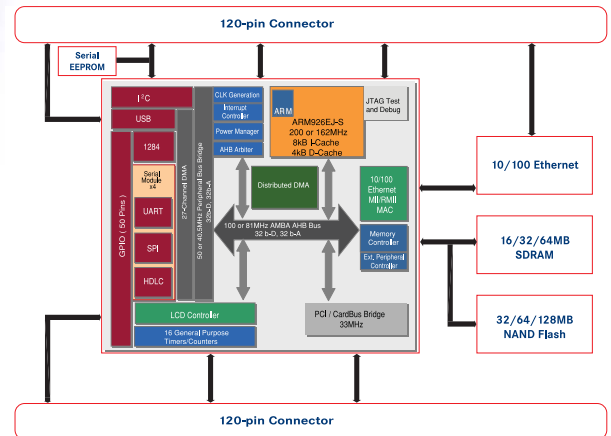 120-pin Connector
Serial
EEPROM
I²C
USB
1284
Serial
Module
x4
UART
SPI
HDLC
GPIO ( 50 Pins )
27-Channel DMA
50 or 40.5MHz Peripheral Bus Bridge
32b-D, 32b-A
CLK Generation
Interrupt
Controller
Power Manager
AHB Arbiter
ARM
ARM926EJ-S
200 or 162MHz
8kB I-Cache
4kB D-Cache
JTAG Test
and Debug
Distributed DMA
10/100
Ethernet
MII/RMII
MAC
100 or 81MHz AMBA AHB Bus
32 b-D, 32 b-A
Memory
Controller
Ext. Peripheral
Controller
LCD Controller
16 General Purpose
Timers/Counters
PCI / CardBus Bridge
33MHz
10/100 Ethernet
16/32/64MB
SDRAM
32/64/128MB
NAND Flash
120-pin Connector